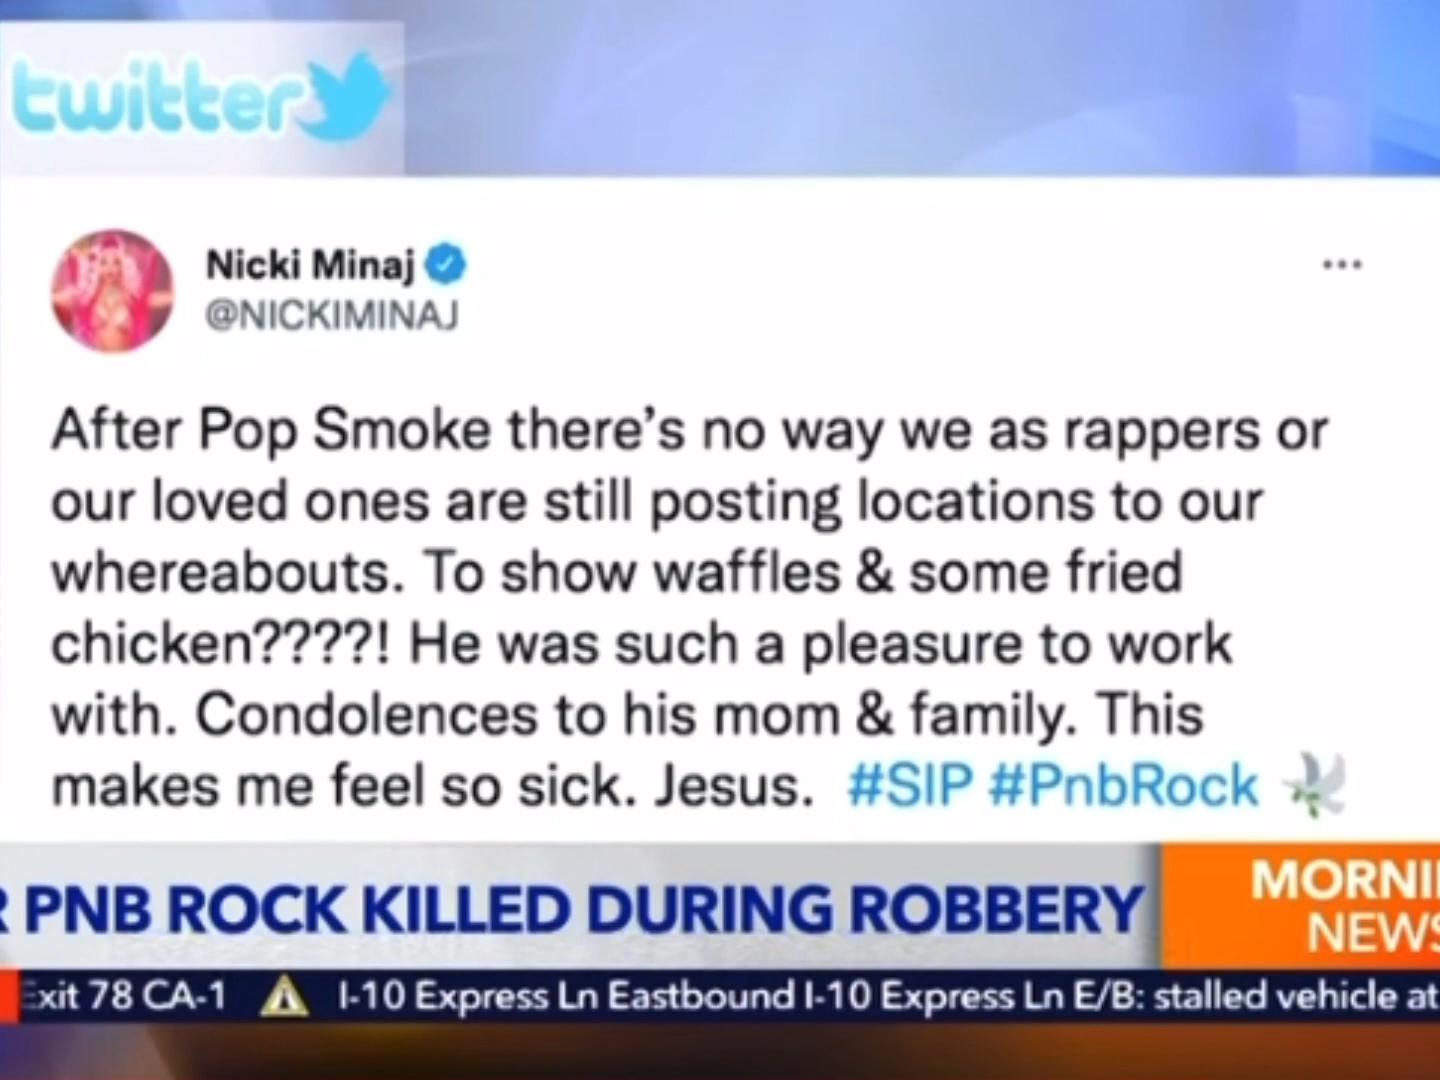 twitter
Nicki Minaj
@NICKIMINAJ
After Pop Smoke there's no way we as rappers or
our loved ones are still posting locations to our
whereabouts. To show waffles & some fried
chicken????! He was such a pleasure to work
with. Condolences to his mom & family. This
makes me feel so sick. Jesus. #SIP #PnbRock
R PNB ROCK KILLED DURING ROBBERY
MORNI
NEWS
Exit 78 CA-1 I-10 Express Ln Eastbound I-10 Express Ln E/B: stalled vehicle at